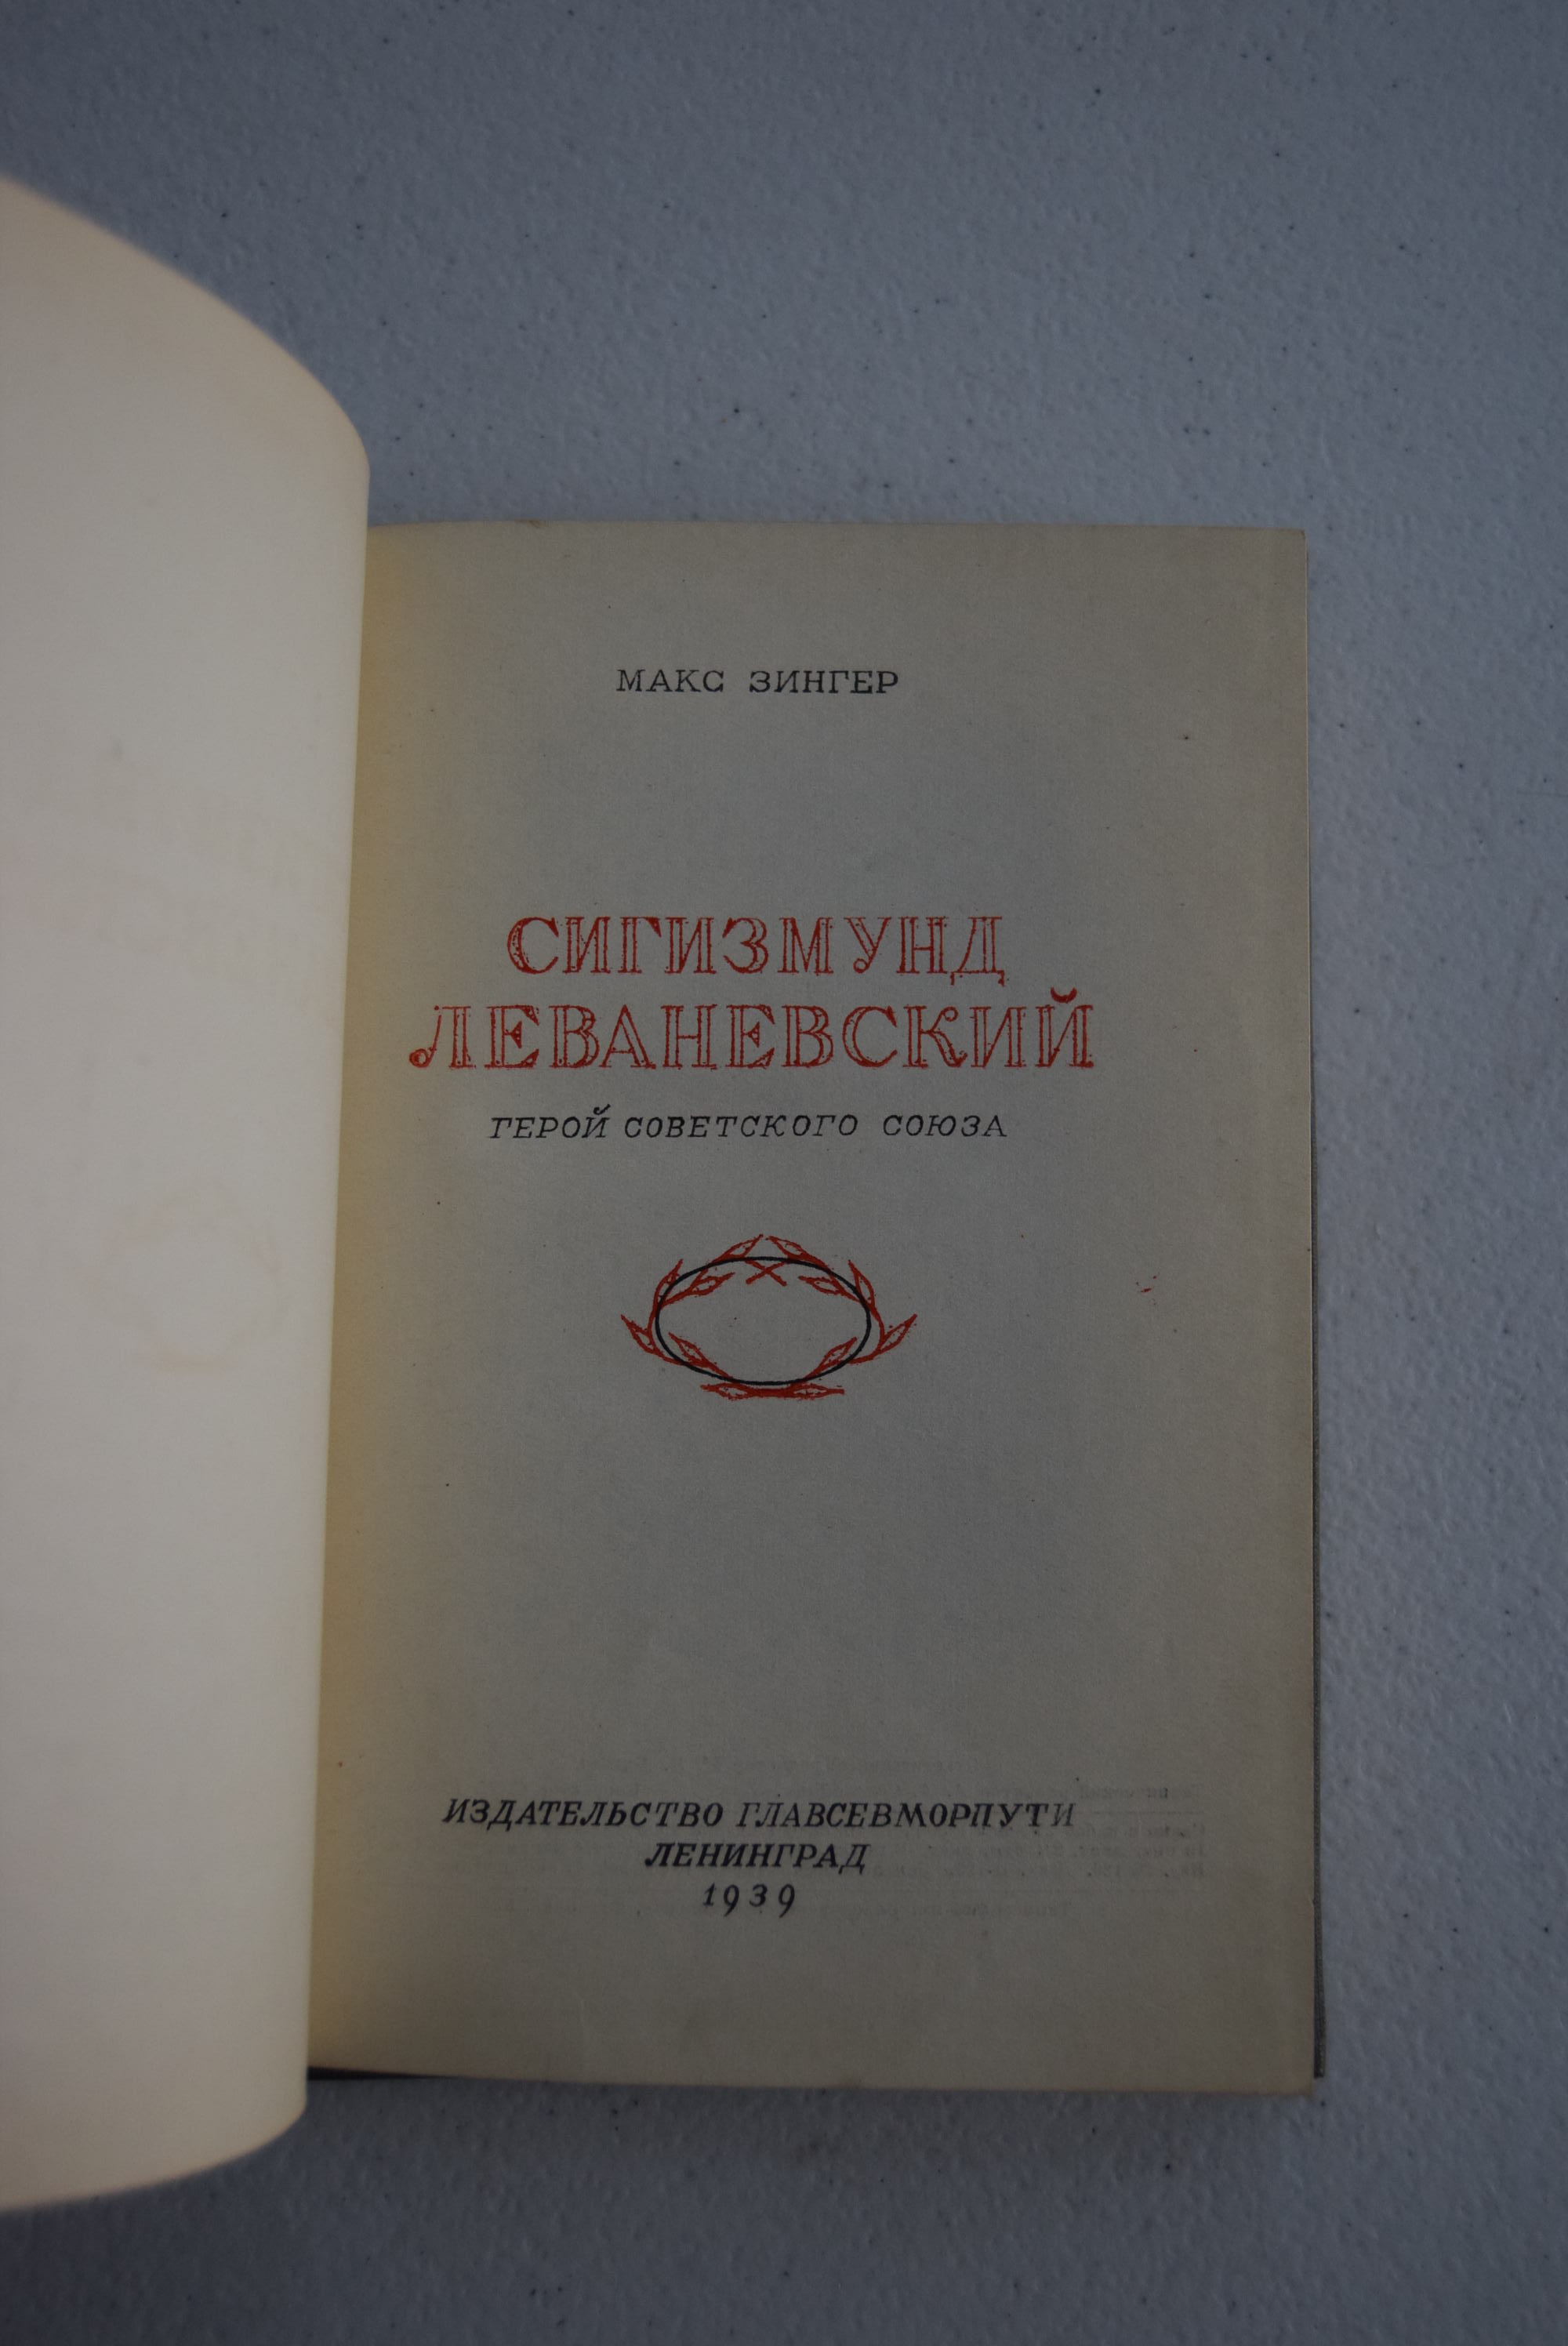 МАКС ЗИНГЕР
СИГИЗМУНД
ЛЕВАНЕВСКИЙ
ГЕРОЙ СОВЕТСКОГО СОЮЗА
ИЗДАТЕЛЬСТВО ГЛАВСЕВМОРПУТИ
ЛЕНИНГРАД
1939